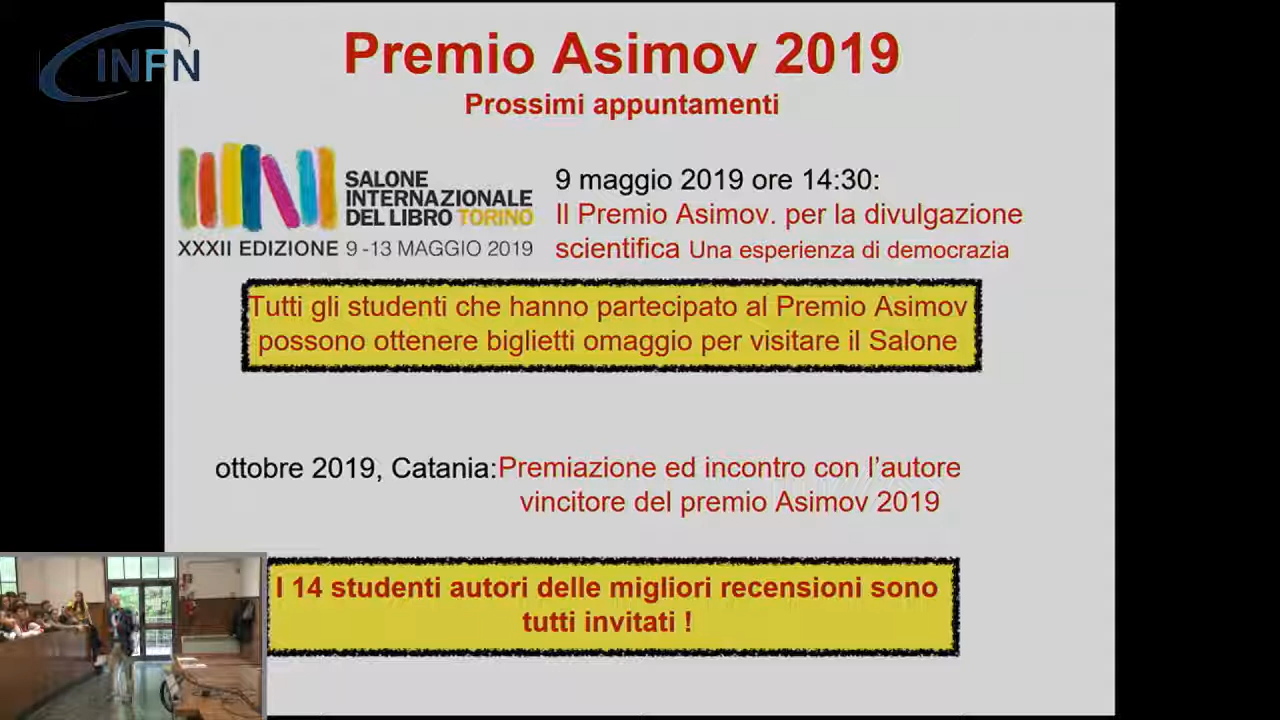 INFN
Premio Asimov 2019
Prossimi appuntamenti
SALONE
INTERNAZIONALE
DEL LIBRO TORINO
XXXII EDIZIONE 9-13 MAGGIO 2019
9 maggio 2019 ore 14:30:
Il Premio Asimov. per la divulgazione
scientifica Una esperienza di democrazia
Tutti gli studenti che hanno partecipato al Premio Asimov
possono ottenere biglietti omaggio per visitare il Salone
ottobre 2019, Catania:Premiazione ed incontro con l'autore
vincitore del premio Asimov 2019
I 14 studenti autori delle migliori recensioni sono
tutti invitati !